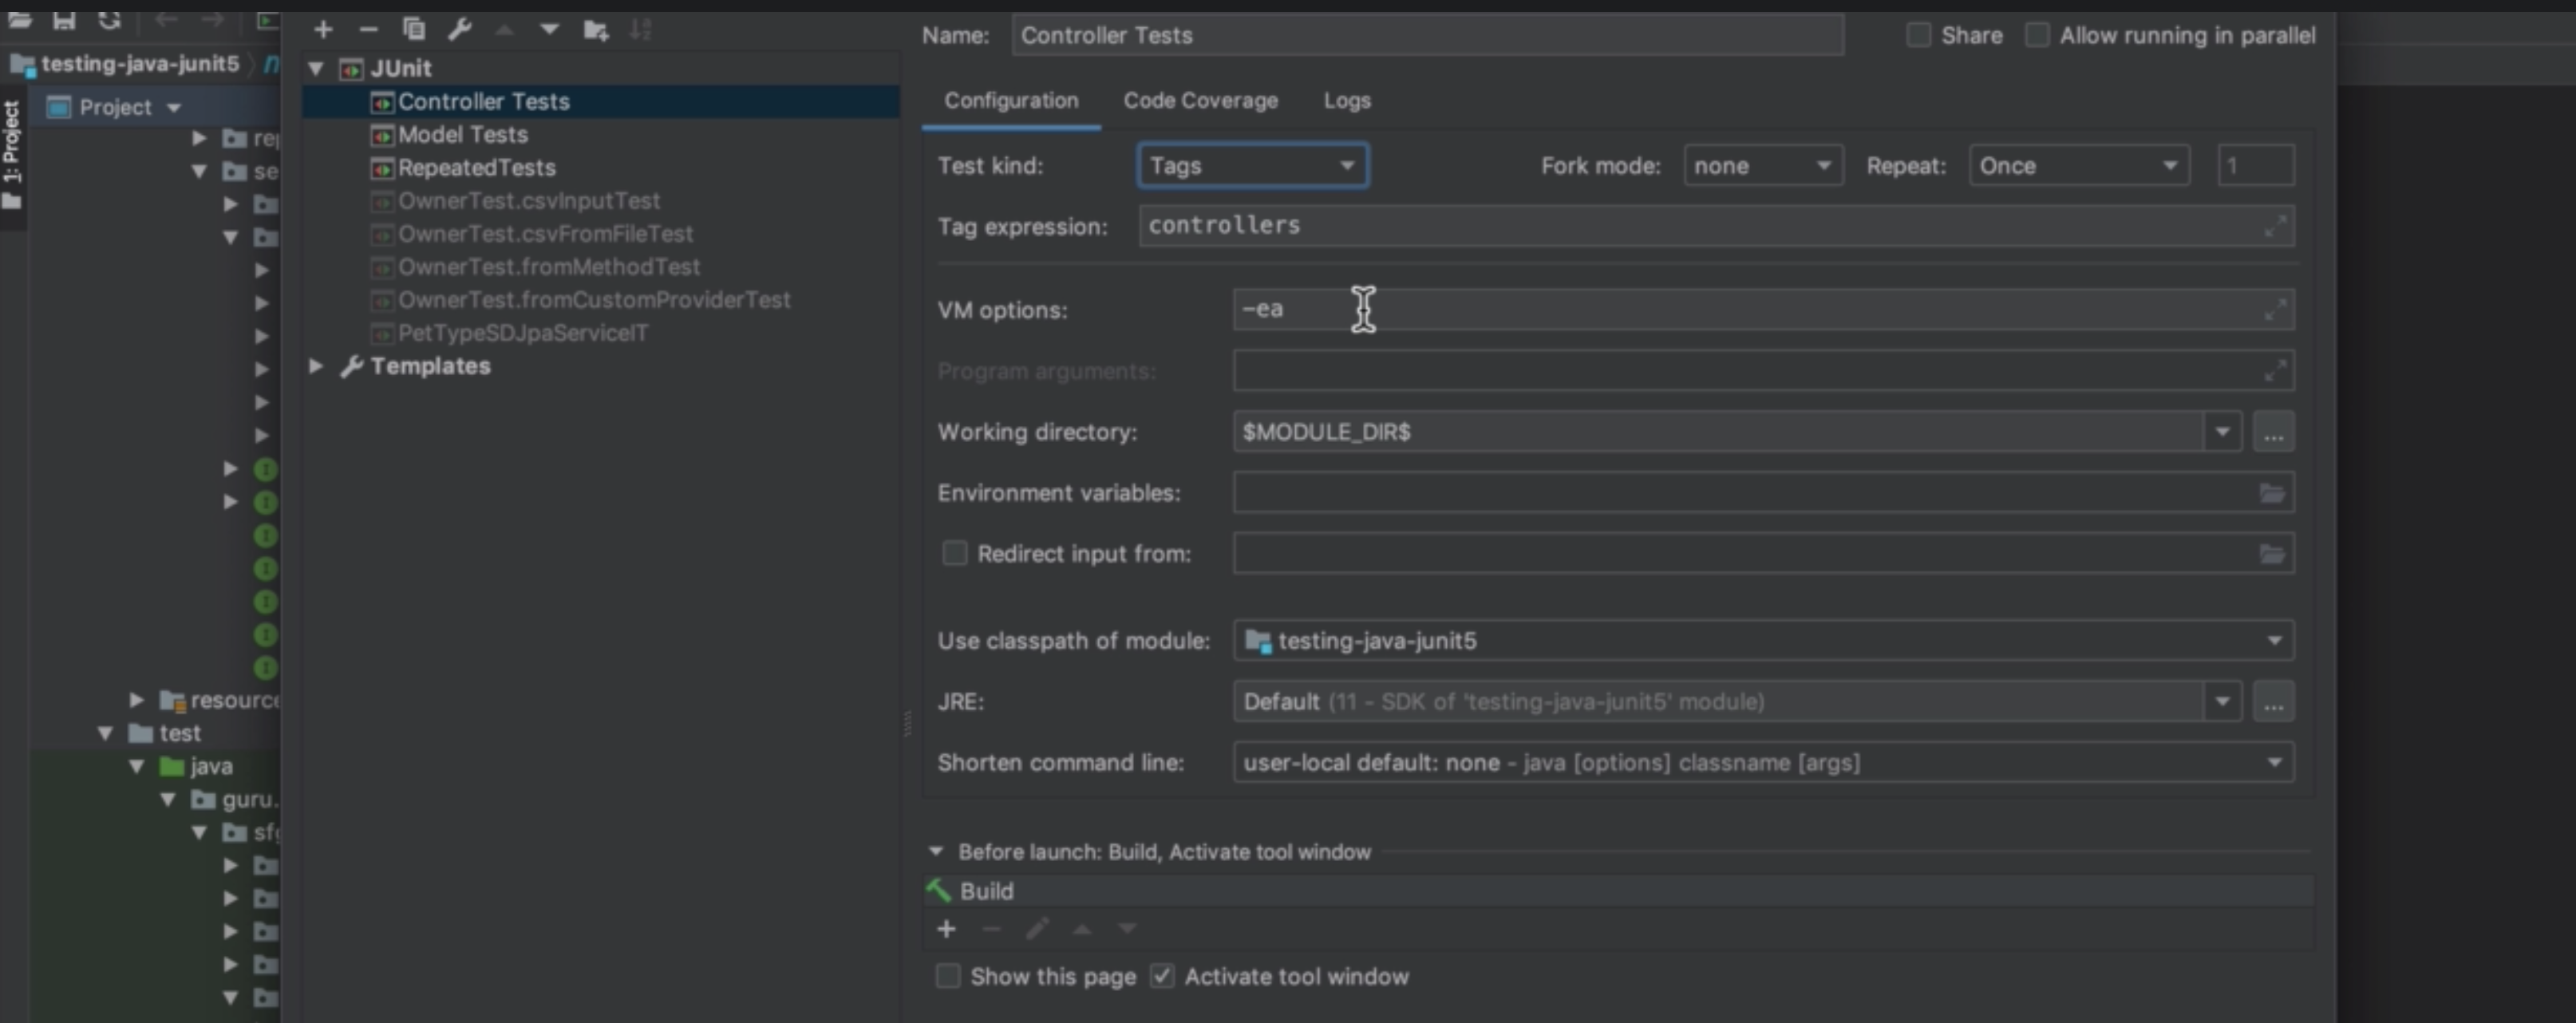 Name: Controller Tests Share Allow running in parallel
testing-java-junit5
1: Project
Project
re
se
resource
test
java
guru.
sf
JUnit
Controller Tests
Model Tests
RepeatedTests
OwnerTest.csvInputTest
OwnerTest.csvFromFileTest
OwnerTest.fromMethodTest
OwnerTest.fromCustomProviderTest
PetTypeSDJpaServiceIT
Templates
Configuration Code Coverage Logs
Test kind: Tags Fork mode: none Repeat: Once 1
Tag expression: controllers
VM options: -ea
Program arguments:
Working directory: $MODULE_DIR$ ...
Environment variables:
Redirect input from:
Use classpath of module: testing-java-junit5
JRE: Default (11 - SDK of 'testing-java-junit5' module) ...
Shorten command line: user-local default: none - java [options] classname [args]
Before launch: Build, Activate tool window
Build
Show this page Activate tool window